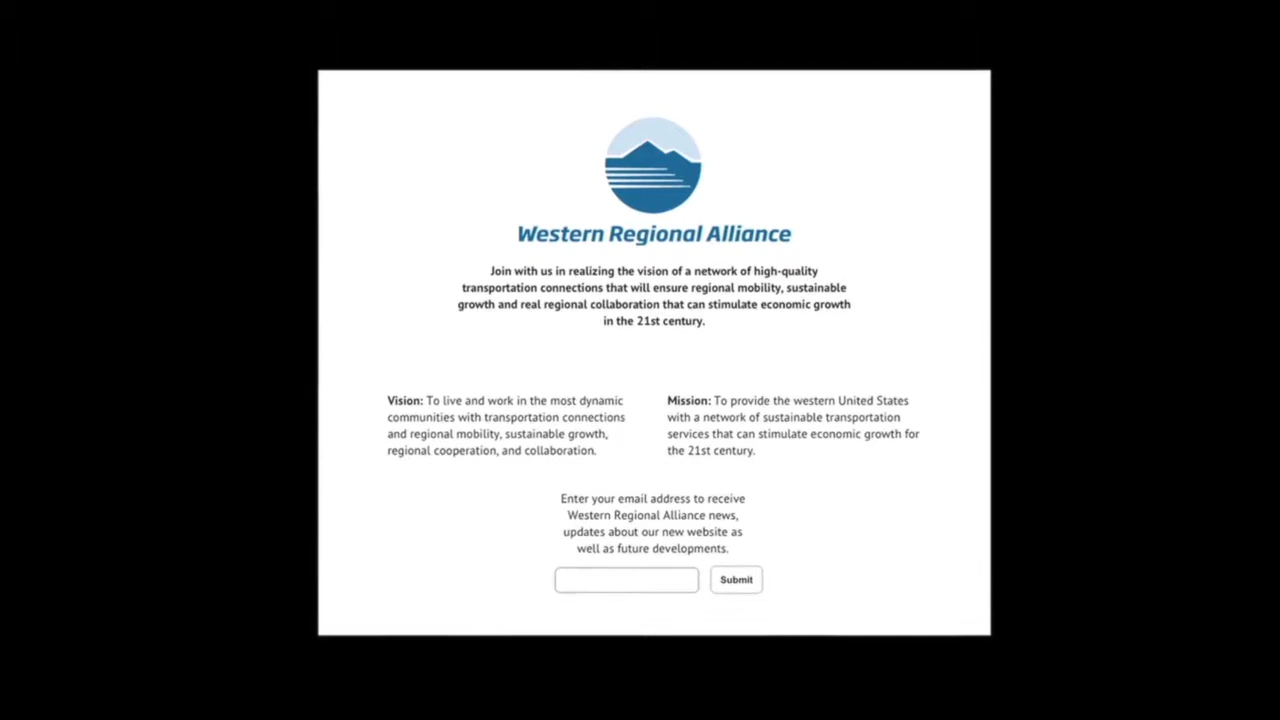 Western Regional Alliance
Join with us in realizing the vision of a network of high-quality
transportation connections that will ensure regional mobility, sustainable
growth and real regional collaboration that can stimulate economic growth
in the 21st century.
Vision: To live and work in the most dynamic
communities with transportation connections
and regional mobility, sustainable growth,
regional cooperation, and collaboration.
Mission: To provide the western United States
with a network of sustainable transportation
services that can stimulate economic growth for
the 21st century.
Enter your email address to receive
Western Regional Alliance news,
updates about our new website as
well as future developments.
Submit